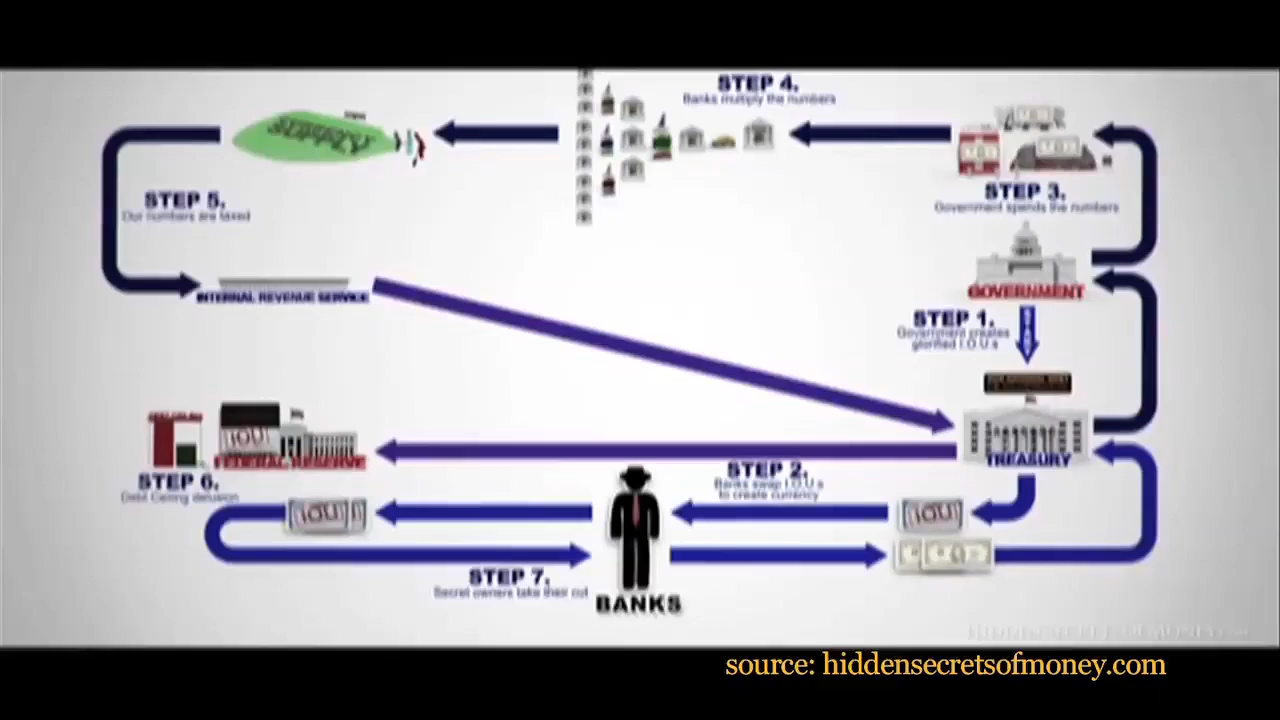 STEP 4.
Banks multiply the numbers
SUPPLY
STEP 5.
Our numbers are taxed
STEP 3.
Government spends the numbers
INTERNAL REVENUE SERVICE
GOVERNMENT
STEP 1.
Government creates
glorified I.O.U s
IOU
FEDERAL RESERVE
TREASURY
STEP 6.
Debt Ceiling delusion
STEP 2.
Banks swap I.O.U s
to create currency
IOU
IOU
STEP 7.
Secret owners take their cut
BANKS
source: hiddensecretsofmoney.com